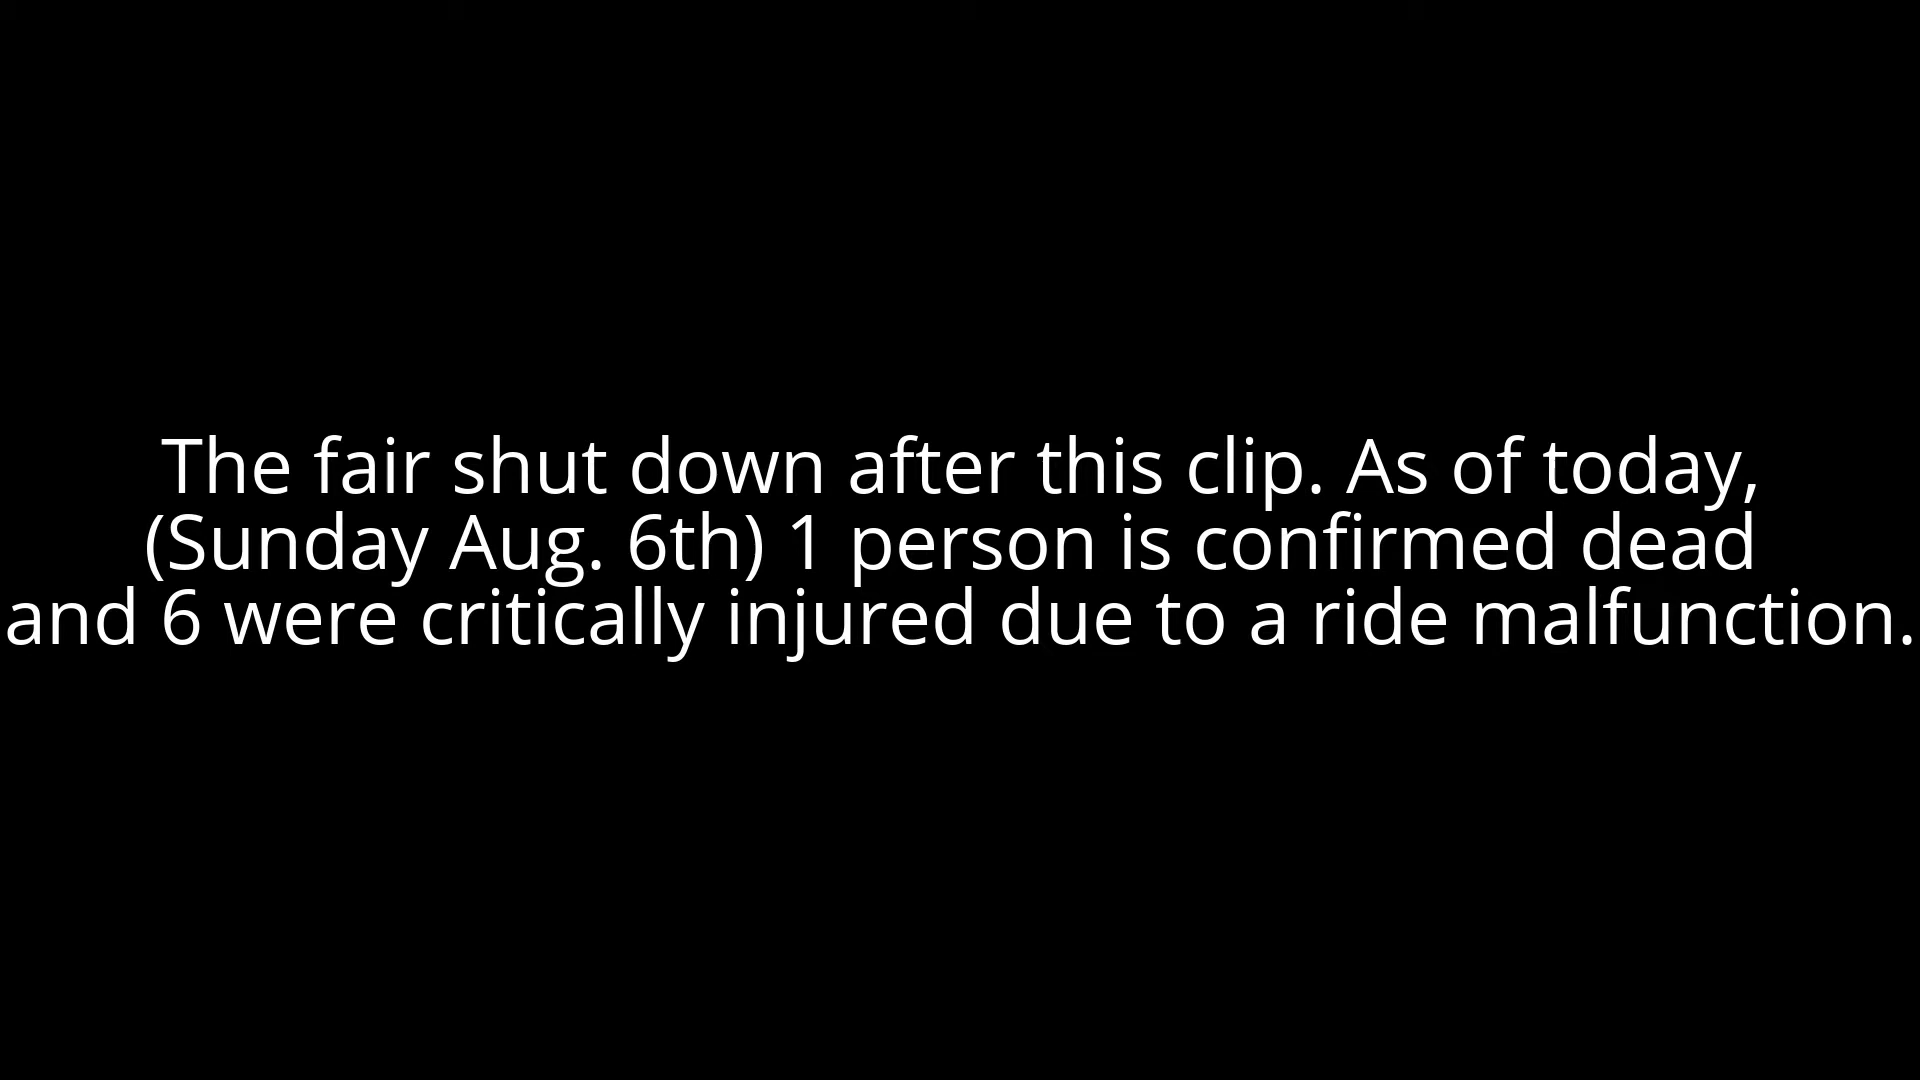 The fair shut down after this clip. As of today,
(Sunday Aug. 6th) 1 person is confirmed dead
and 6 were critically injured due to a ride malfunction.